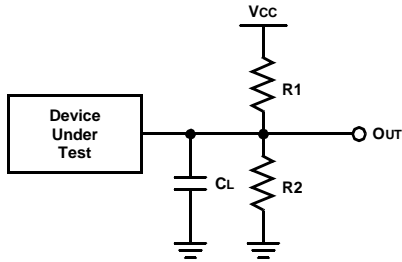 VCC
R1
Device
Under
Test
OUT
CL
R2